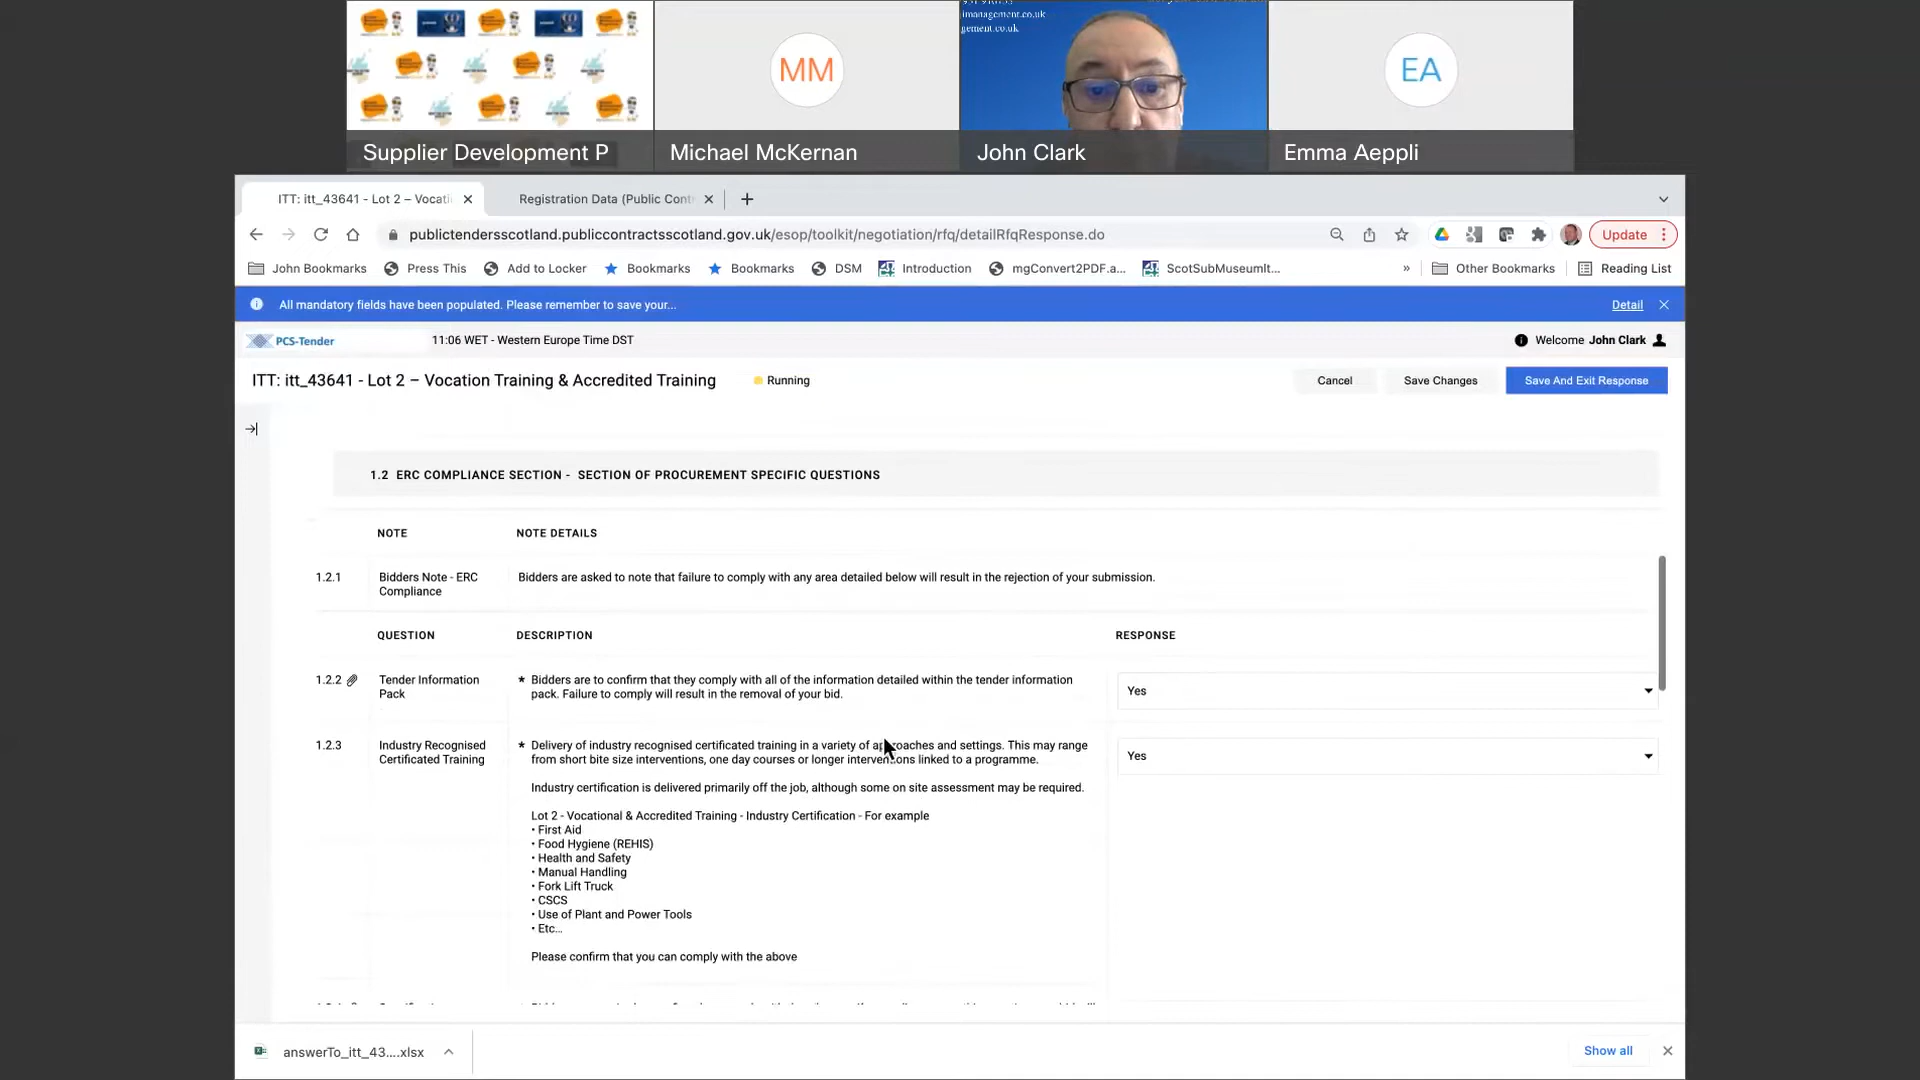 imanagement.co.uk
gement.co.uk
MM
EA
Supplier Development P
Michael McKernan
John Clark
Emma Aeppli
ITT: itt_43641 - Lot 2 – Vocati
Registration Data (Public Cont
publictendersscotland.publiccontractsscotland.gov.uk/esop/toolkit/negotiation/rfq/detailRfqResponse.do
Update
John Bookmarks
Press This
Add to Locker
Bookmarks
Bookmarks
DSM
Introduction
mgConvert2PDF.a...
ScotSubMuseumIt...
»
Other Bookmarks
Reading List
All mandatory fields have been populated. Please remember to save your...
Detail
PCS-Tender
11:06 WET - Western Europe Time DST
Welcome John Clark
ITT: itt_43641 - Lot 2 – Vocation Training & Accredited Training
Running
Cancel
Save Changes
Save And Exit Response
1.2 ERC COMPLIANCE SECTION - SECTION OF PROCUREMENT SPECIFIC QUESTIONS
NOTE
NOTE DETAILS
1.2.1
Bidders Note - ERC
Compliance
Bidders are asked to note that failure to comply with any area detailed below will result in the rejection of your submission.
QUESTION
DESCRIPTION
RESPONSE
1.2.2
Tender Information
Pack
* Bidders are to confirm that they comply with all of the information detailed within the tender information
pack. Failure to comply will result in the removal of your bid.
Yes
1.2.3
Industry Recognised
Certificated Training
* Delivery of industry recognised certificated training in a variety of approaches and settings. This may range
from short bite size interventions, one day courses or longer interventions linked to a programme.
Industry certification is delivered primarily off the job, although some on site assessment may be required.
Lot 2 - Vocational & Accredited Training - Industry Certification - For example
• First Aid
• Food Hygiene (REHIS)
• Health and Safety
• Manual Handling
• Fork Lift Truck
• CSCS
• Use of Plant and Power Tools
• Etc...
Please confirm that you can comply with the above
Yes
answerTo_itt_43....xlsx
Show all